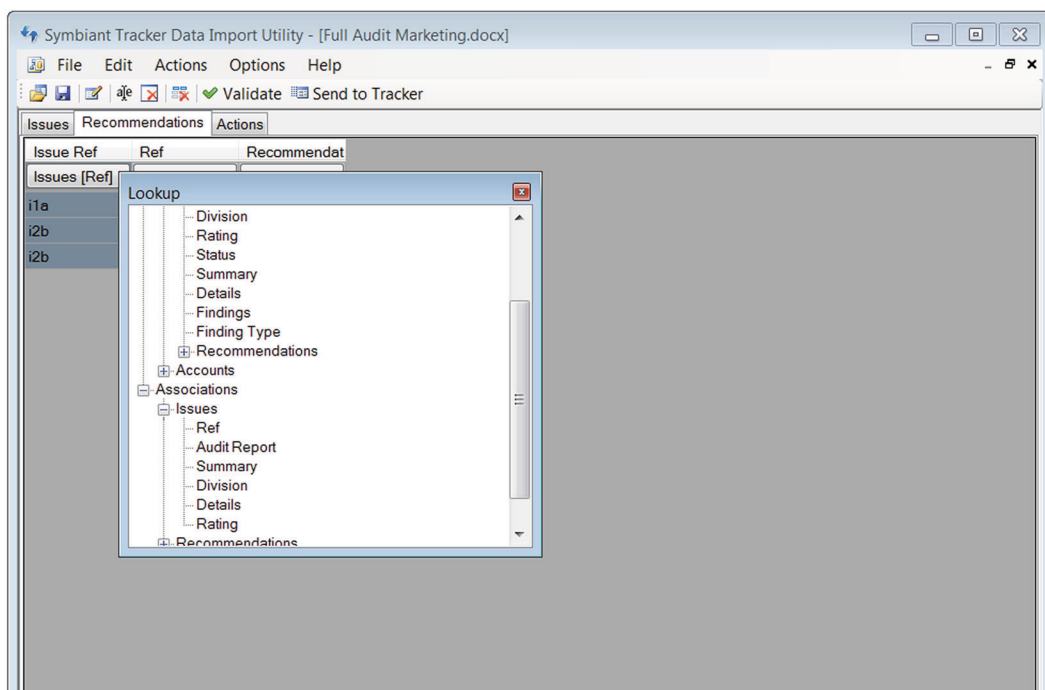 Symbiant Tracker Data Import Utility - [Full Audit Marketing.docx]
File Edit Actions Options Help
Validate Send to Tracker
Issues Recommendations Actions
Issue Ref Ref Recommendat
Issues [Ref]
i1a
i2b
i2b
Lookup
Division
Rating
Status
Summary
Details
Findings
Finding Type
Recommendations
Accounts
Associations
Issues
Ref
Audit Report
Summary
Division
Details
Rating
Recommendations